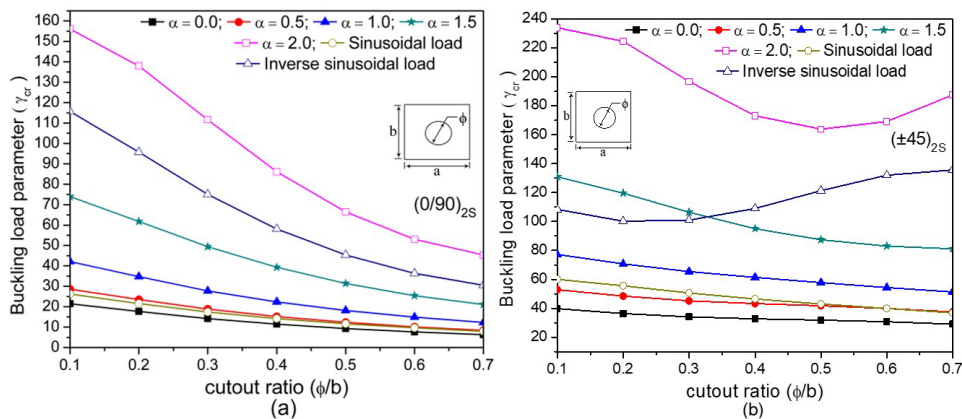 α = 0.0; α = 0.5; α = 1.0; α = 1.5
α = 2.0; Sinusoidal load
Inverse sinusoidal load
Buckling load parameter (γcr)
160
150
140
130
120
110
100
90
80
70
60
50
40
30
20
10
0
b
ϕ
a
(0/90)2S
0.1 0.2 0.3 0.4 0.5 0.6 0.7
cutout ratio (ϕ/b)
(a)
α = 0.0; α = 0.5; α = 1.0; α = 1.5
α = 2.0; Sinusoidal load
Inverse sinusoidal load
Buckling load parameter (γcr)
240
220
200
180
160
140
120
100
80
60
40
20
b
ϕ
a
(±45)2S
0.1 0.2 0.3 0.4 0.5 0.6 0.7
cutout ratio (ϕ/b)
(b)